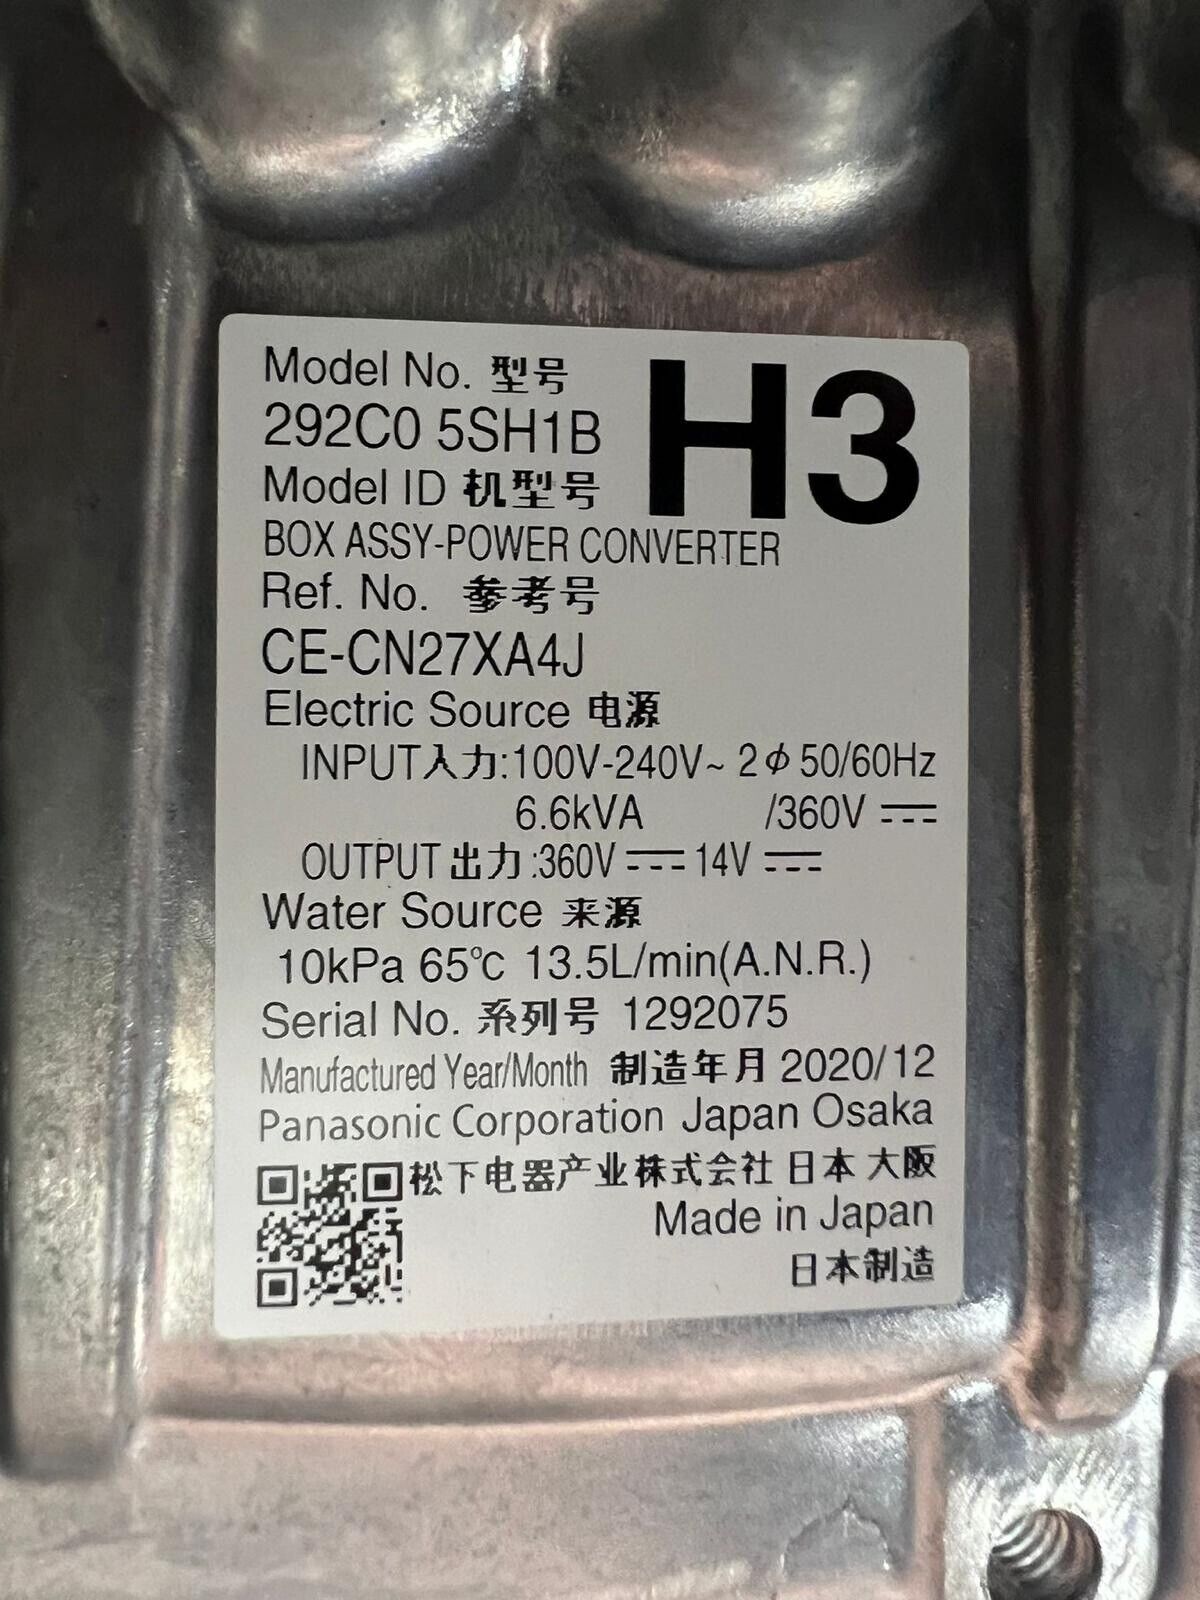 Model No. 型号
292C0 5SH1B
H3
Model ID 机型号
BOX ASSY-POWER CONVERTER
Ref. No. 参考号
CE-CN27XA4J
Electric Source 电源
INPUT入力:100V-240V~ 2φ 50/60Hz
6.6kVA /360V ⎓
OUTPUT 出力:360V ⎓ 14V ⎓
Water Source 来源
10kPa 65℃ 13.5L/min(A.N.R.)
Serial No. 系列号 1292075
Manufactured Year/Month 制造年月 2020/12
Panasonic Corporation Japan Osaka
松下电器产业株式会社 日本 大阪
Made in Japan
日本制造